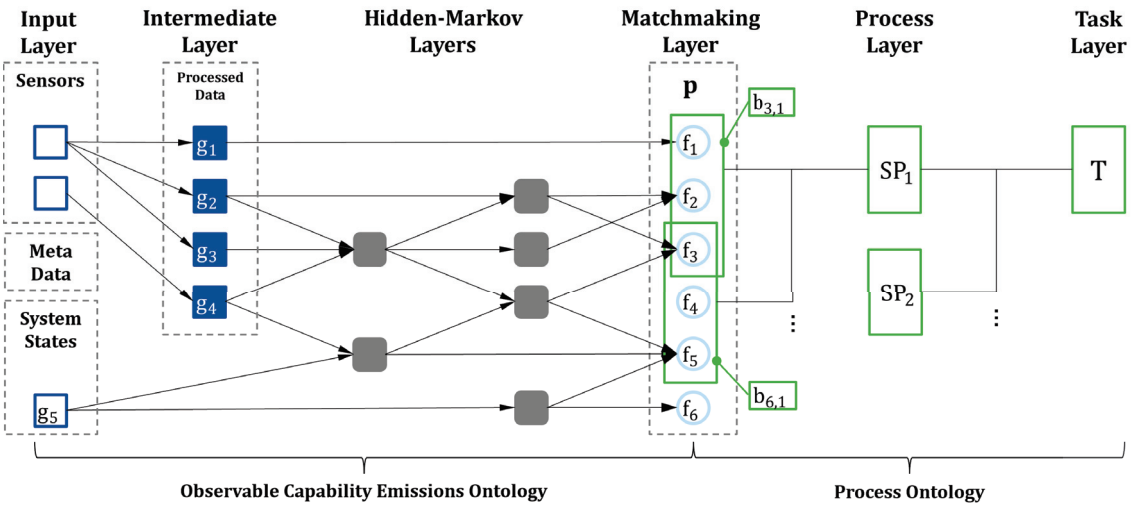 Input Layer
Intermediate Layer
Hidden-Markov Layers
Matchmaking Layer
Process Layer
Task Layer
Sensors
Processed Data
p
b3,1
g1
f1
SP1
T
g2
f2
g3
f3
Meta Data
g4
f4
SP2
...
...
System States
f5
b6,1
g5
f6
Observable Capability Emissions Ontology
Process Ontology